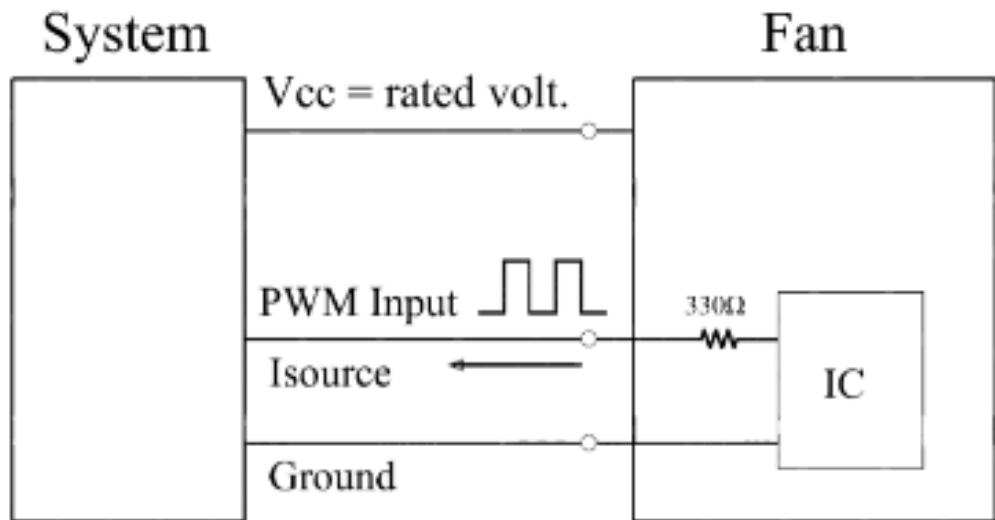 System
Fan
Vcc = rated volt.
PWM Input
330Ω
Isource
IC
Ground